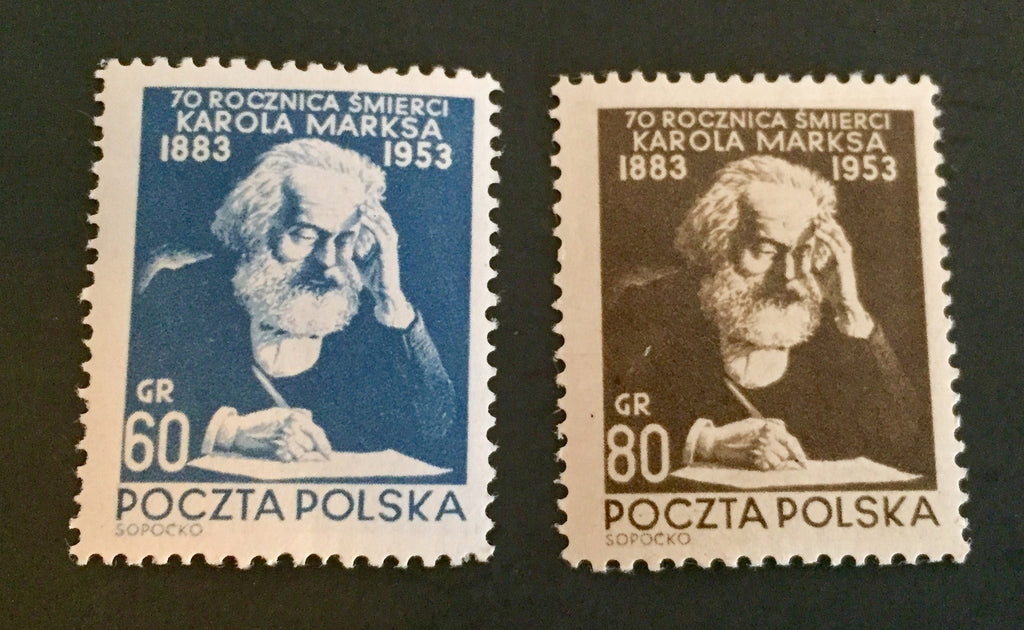 70 ROCZNICA ŚMIERCI
KAROLA MARKSA
1883 1953
GR
60
POCZTA POLSKA
SOPOĆKO
70 ROCZNICA ŚMIERCI
KAROLA MARKSA
1883 1953
GR
80
POCZTA POLSKA
SOPOĆKO